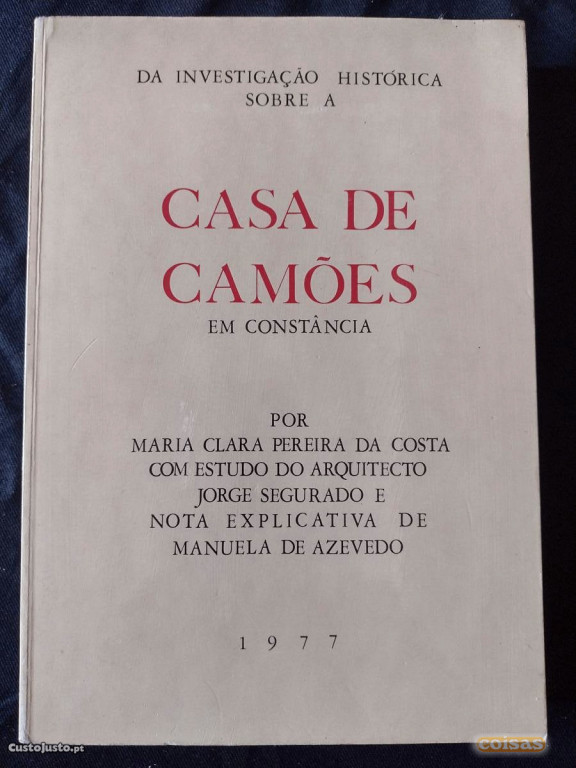 DA INVESTIGAÇÃO HISTÓRICA
SOBRE A
CASA DE
CAMÕES
EM CONSTÂNCIA
POR
MARIA CLARA PEREIRA DA COSTA
COM ESTUDO DO ARQUITECTO
JORGE SEGURADO E
NOTA EXPLICATIVA DE
MANUELA DE AZEVEDO
1977
CustoJusto.pt
coisas